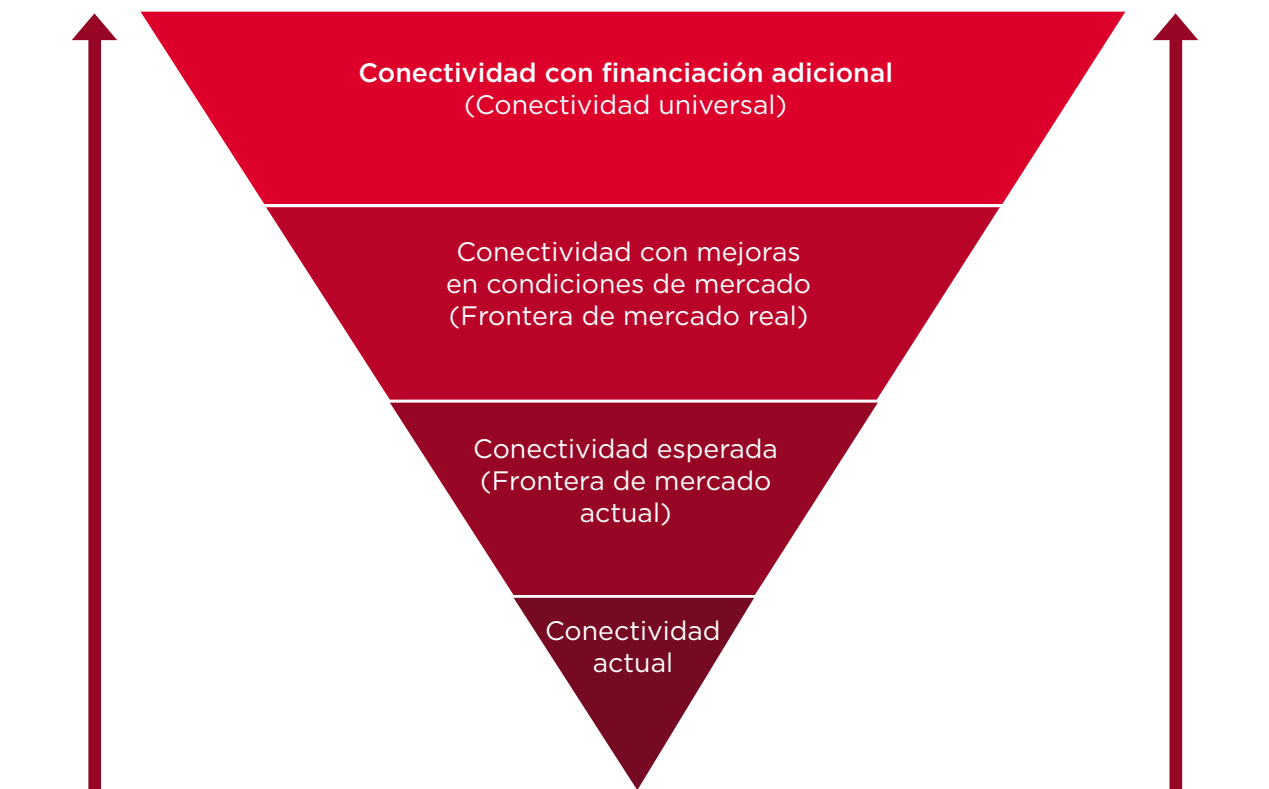 Conectividad con financiación adicional
(Conectividad universal)
Conectividad con mejoras
en condiciones de mercado
(Frontera de mercado real)
Conectividad esperada
(Frontera de mercado
actual)
Conectividad
actual